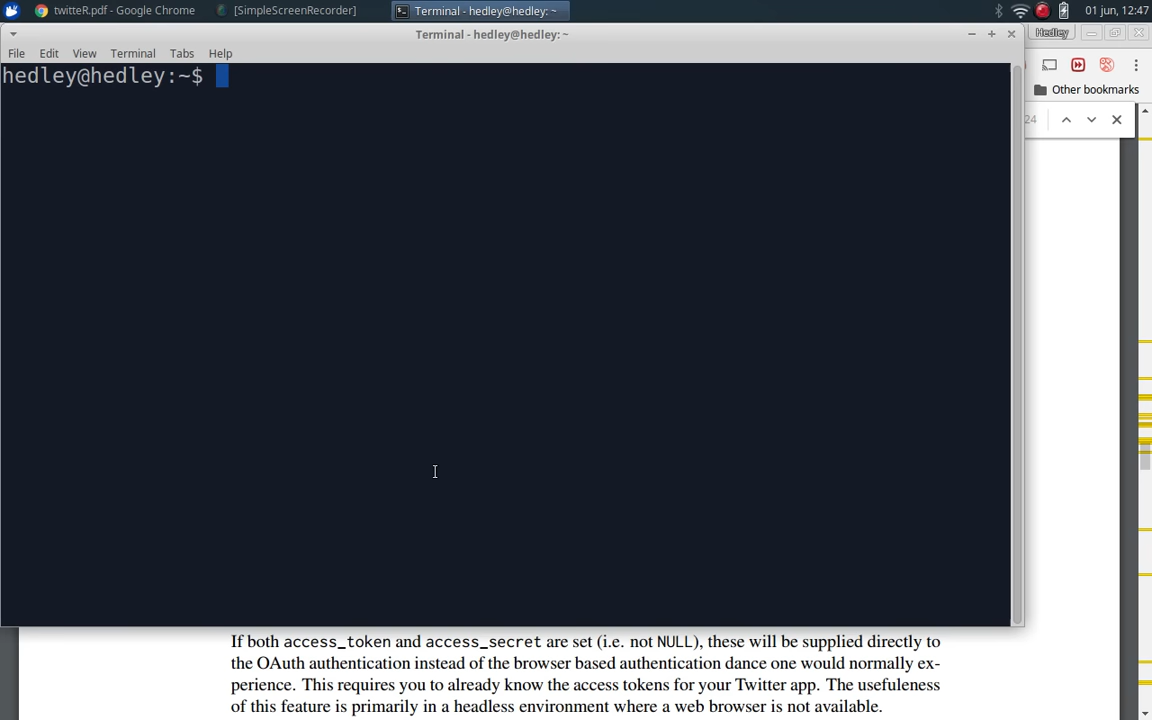 twitteR.pdf - Google Chrome
[SimpleScreenRecorder]
Terminal - hedley@hedley: ~
01 jun, 12:47
Terminal - hedley@hedley: ~
Hedley
File Edit View Terminal Tabs Help
hedley@hedley:~$
Other bookmarks
24
If both access_token and access_secret are set (i.e. not NULL), these will be supplied directly to
the OAuth authentication instead of the browser based authentication dance one would normally ex-
perience. This requires you to already know the access tokens for your Twitter app. The usefulness
of this feature is primarily in a headless environment where a web browser is not available.